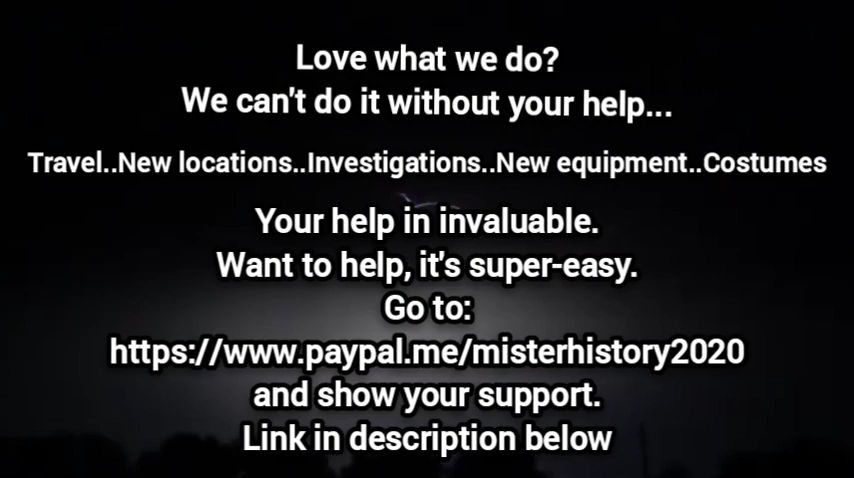 Love what we do?
We can't do it without your help...
Travel..New locations..Investigations..New equipment..Costumes
Your help in invaluable.
Want to help, it's super-easy.
Go to:
https://www.paypal.me/misterhistory2020
and show your support.
Link in description below